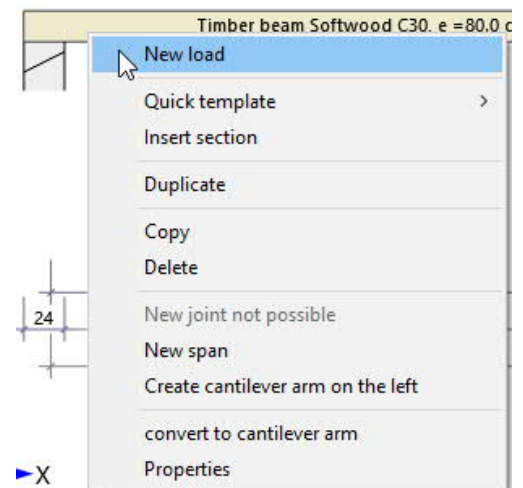 Timber beam Softwood C30. e =80.0 c
New load
Quick template
Insert section
Duplicate
Copy
Delete
24
New joint not possible
New span
Create cantilever arm on the left
convert to cantilever arm
X
Properties